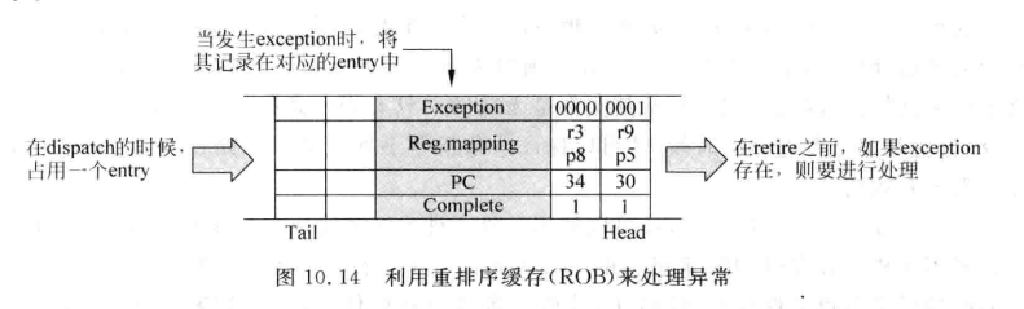 当发生exception时，将
其记录在对应的entry中
在dispatch的时候，
占用一个entry
Exception 0000 0001
Reg.mapping r3 r9
p8 p5
PC 34 30
Complete 1 1
Tail Head
在retire之前，如果exception
存在，则要进行处理
图 10.14 利用重排序缓存(ROB)来处理异常